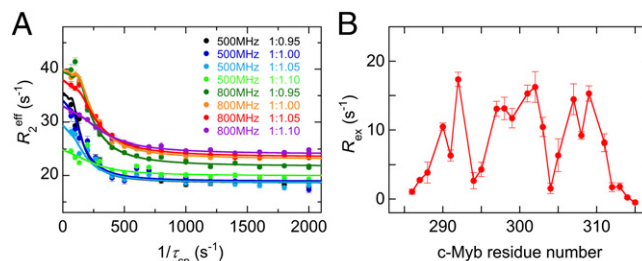 A
B
40
30
20
10
R2eff (s-1)
0 500 1000 1500 2000
1/τcp (s-1)
500MHz 1:0.95
500MHz 1:1.00
500MHz 1:1.05
500MHz 1:1.10
800MHz 1:0.95
800MHz 1:1.00
800MHz 1:1.05
800MHz 1:1.10
20
10
0
Rex (s-1)
290 300 310
c-Myb residue number